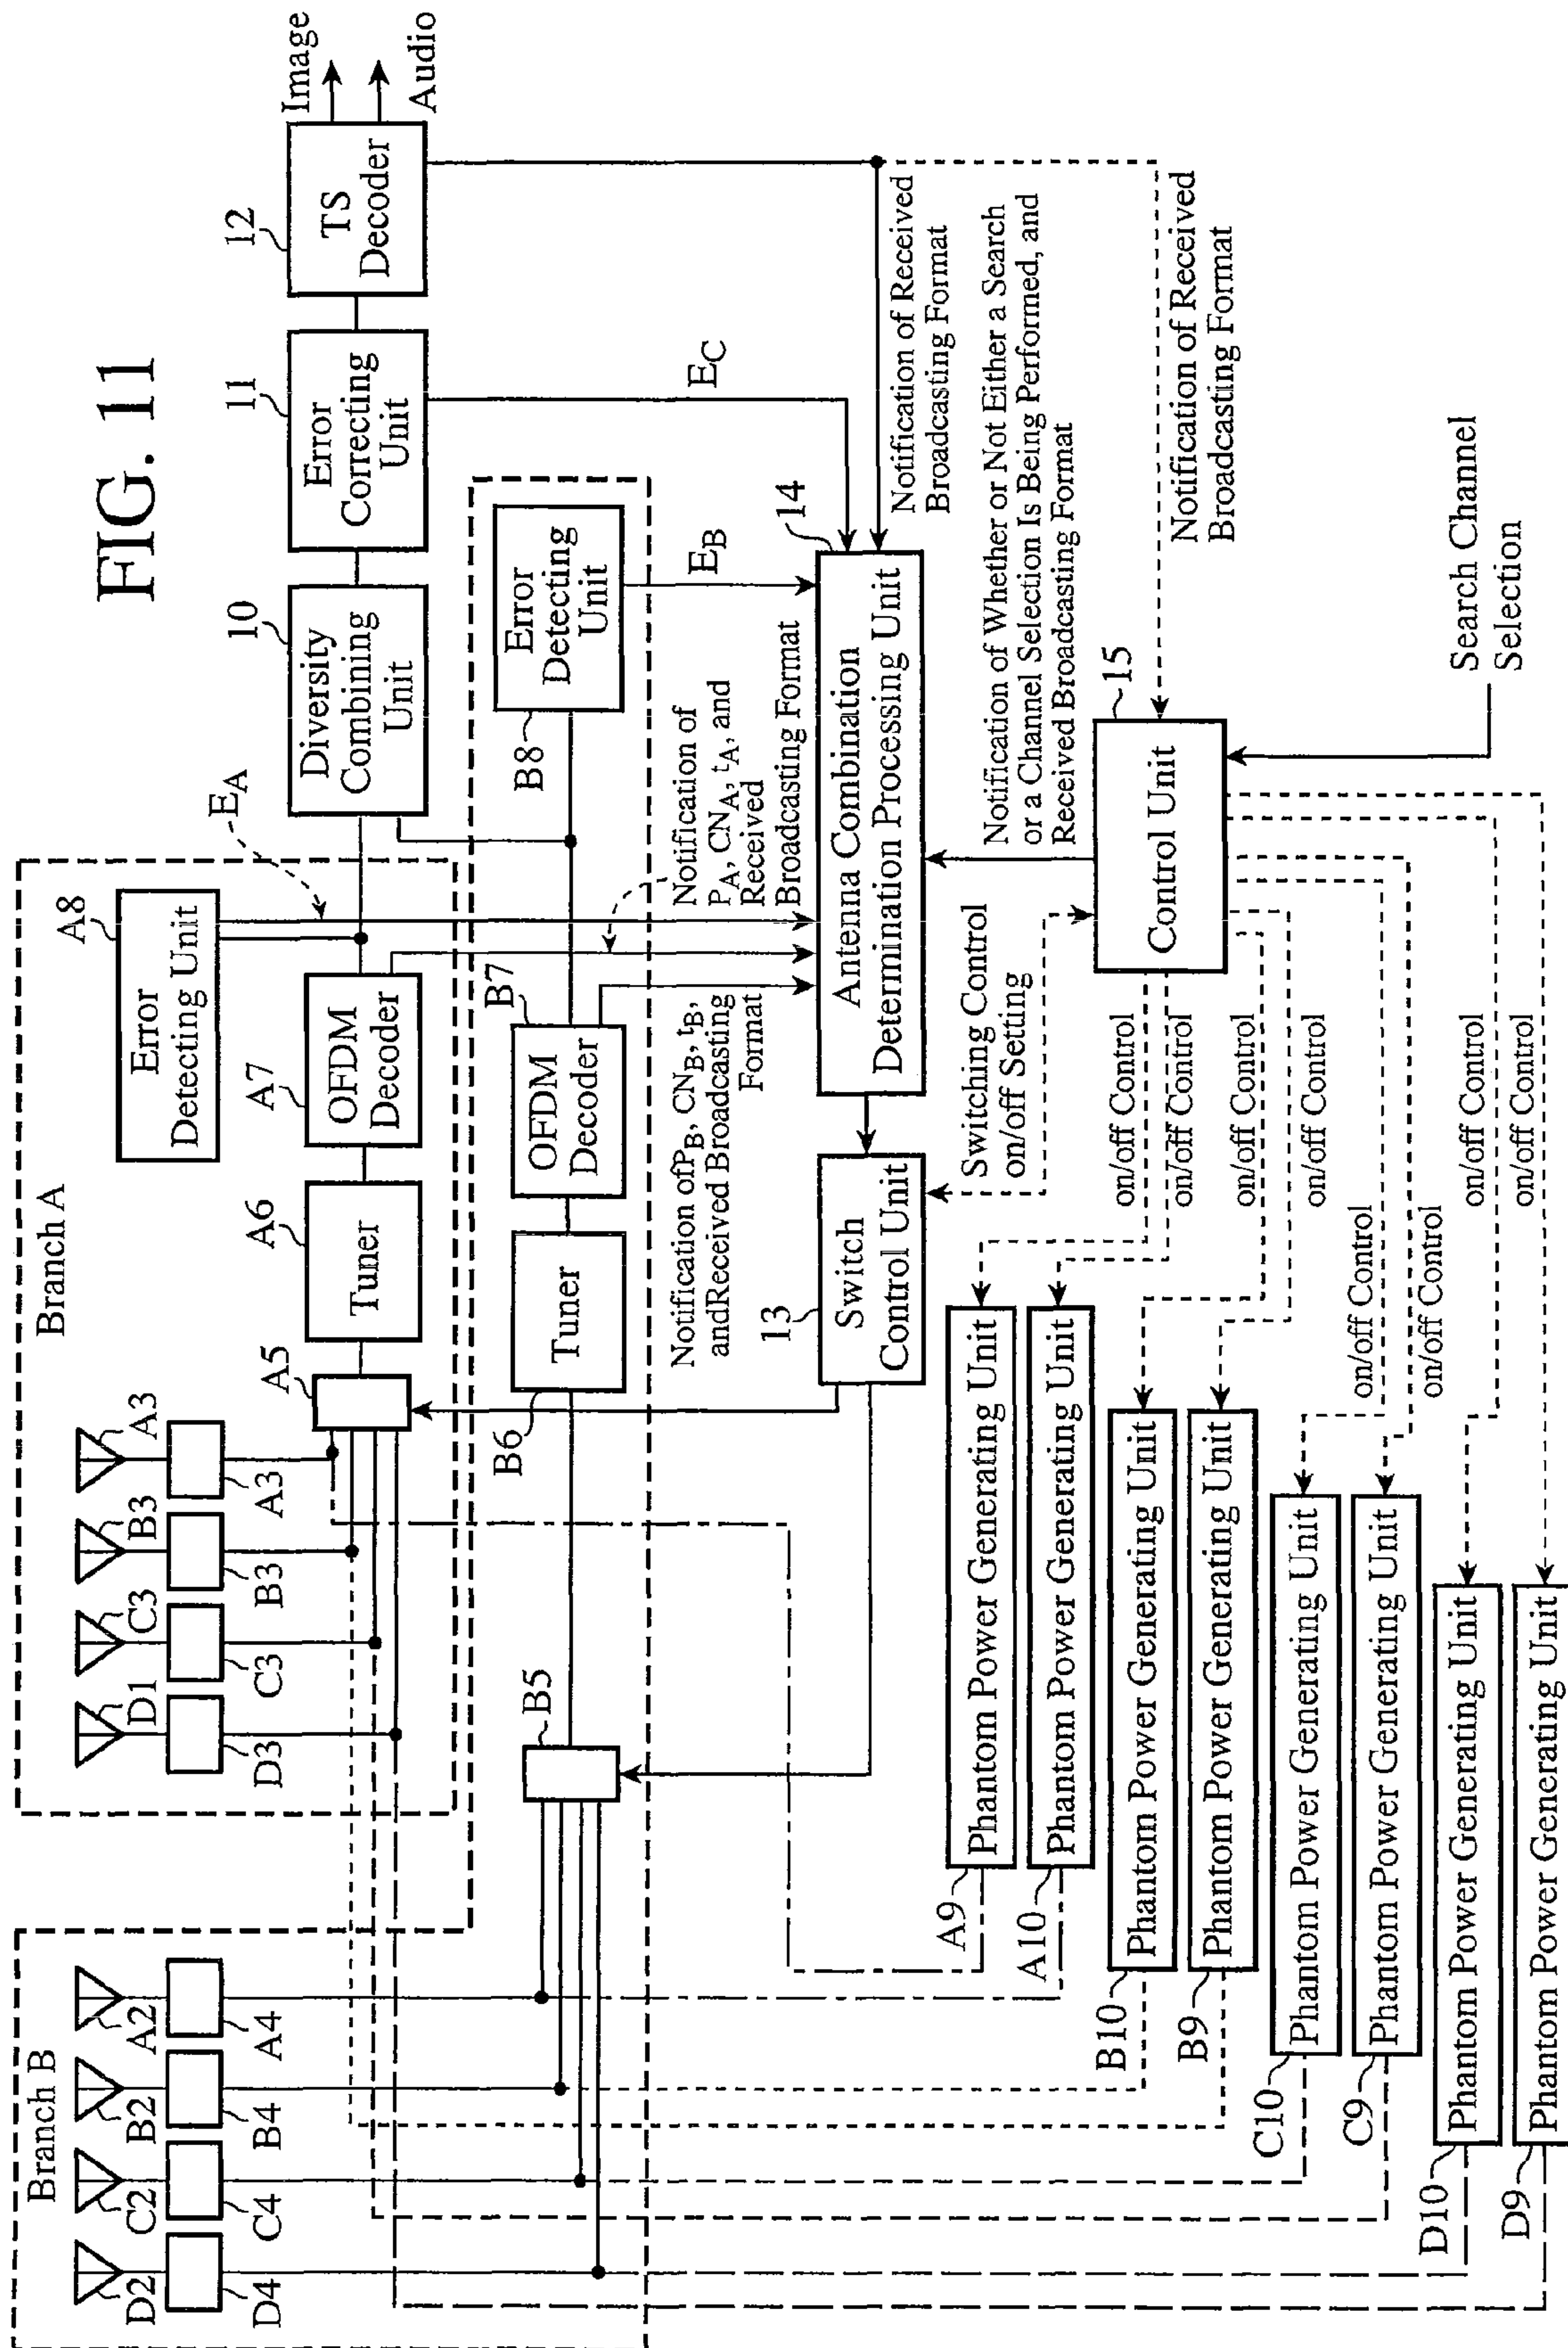 FIG. 11
Branch A
Branch B
D2
D4
C2
C4
B2
B4
A2
A4
D1
D3
C3
C3
B3
B3
A3
A3
A5
A6
Tuner
A7
OFDM
Decoder
A8
Error
Detecting Unit
E_A
10
Diversity
Combining
Unit
11
Error
Correcting
Unit
12
TS
Decoder
Image
Audio
B5
B6
Tuner
B7
OFDM
Decoder
B8
Error
Detecting
Unit
E_B
E_C
Notification of P_B, CN_B, t_B,
and Received Broadcasting
Format
Notification of
P_A, CN_A, t_A, and
Received
Broadcasting Format
13
Switch
Control Unit
14
Antenna Combination
Determination Processing Unit
Notification of Received
Broadcasting Format
Notification of Whether or Not Either a Search
or a Channel Selection Is Being Performed, and
Received Broadcasting Format
Switching Control
on/off Setting
15
Control Unit
Notification of Received
Broadcasting Format
Search Channel
Selection
on/off Control
on/off Control
on/off Control
on/off Control
on/off Control
on/off Control
on/off Control
on/off Control
A9
Phantom Power Generating Unit
A10
Phantom Power Generating Unit
B10
Phantom Power Generating Unit
B9
Phantom Power Generating Unit
C10
Phantom Power Generating Unit
C9
Phantom Power Generating Unit
D10
Phantom Power Generating Unit
D9
Phantom Power Generating Unit